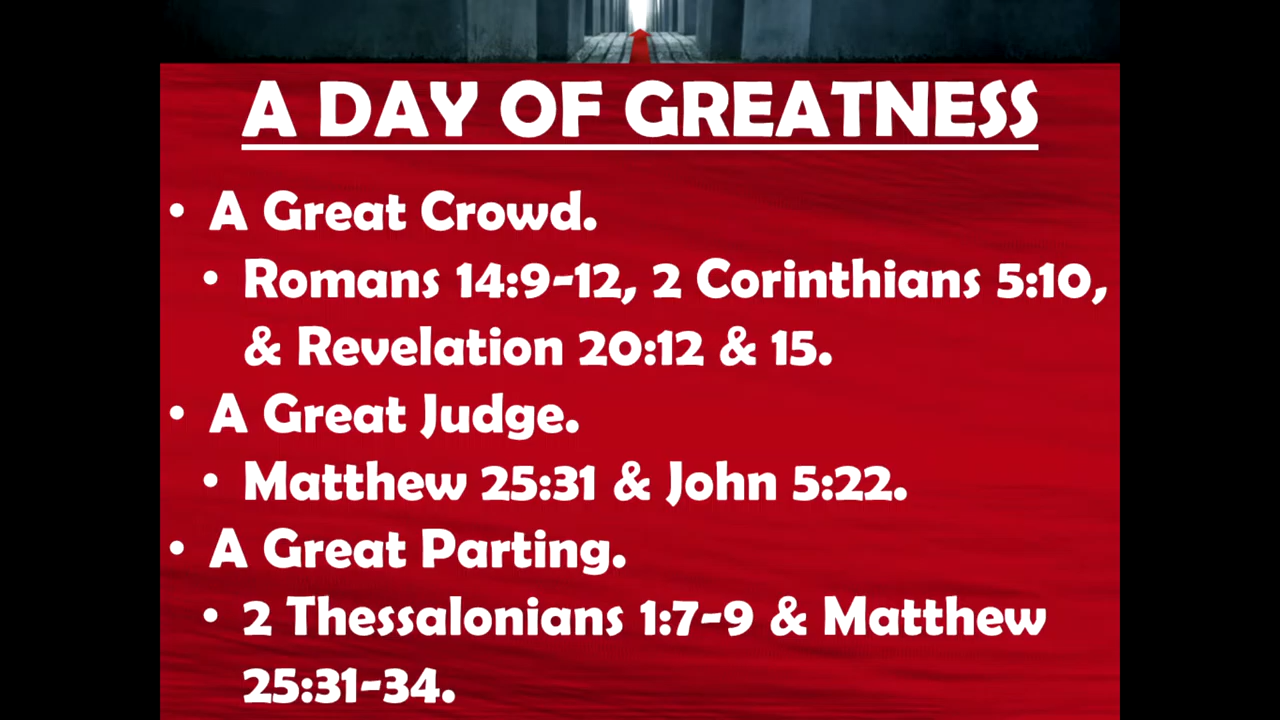 A DAY OF GREATNESS
• A Great Crowd.
• Romans 14:9-12, 2 Corinthians 5:10,
& Revelation 20:12 & 15.
• A Great Judge.
• Matthew 25:31 & John 5:22.
• A Great Parting.
• 2 Thessalonians 1:7-9 & Matthew
25:31-34.